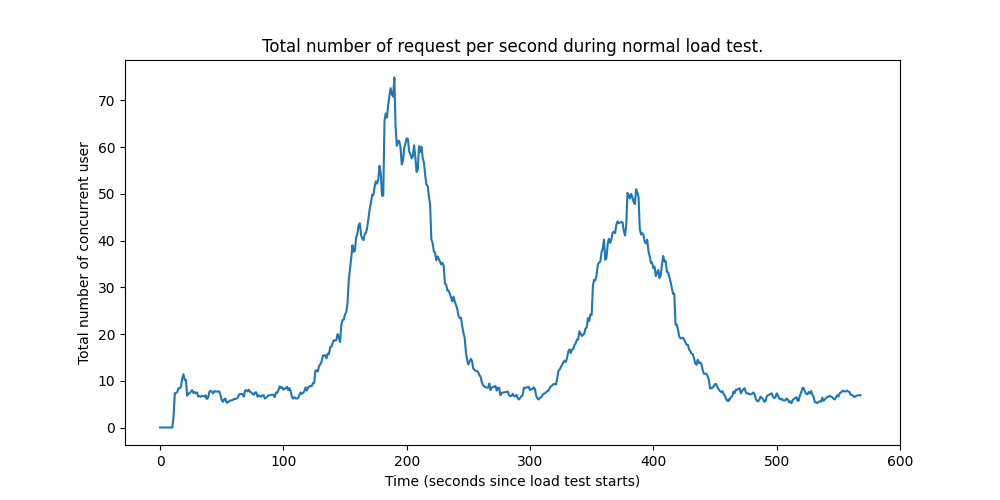 Total number of request per second during normal load test.
Total number of concurrent user
70
60
50
40
30
20
10
0
0 100 200 300 400 500 600
Time (seconds since load test starts)